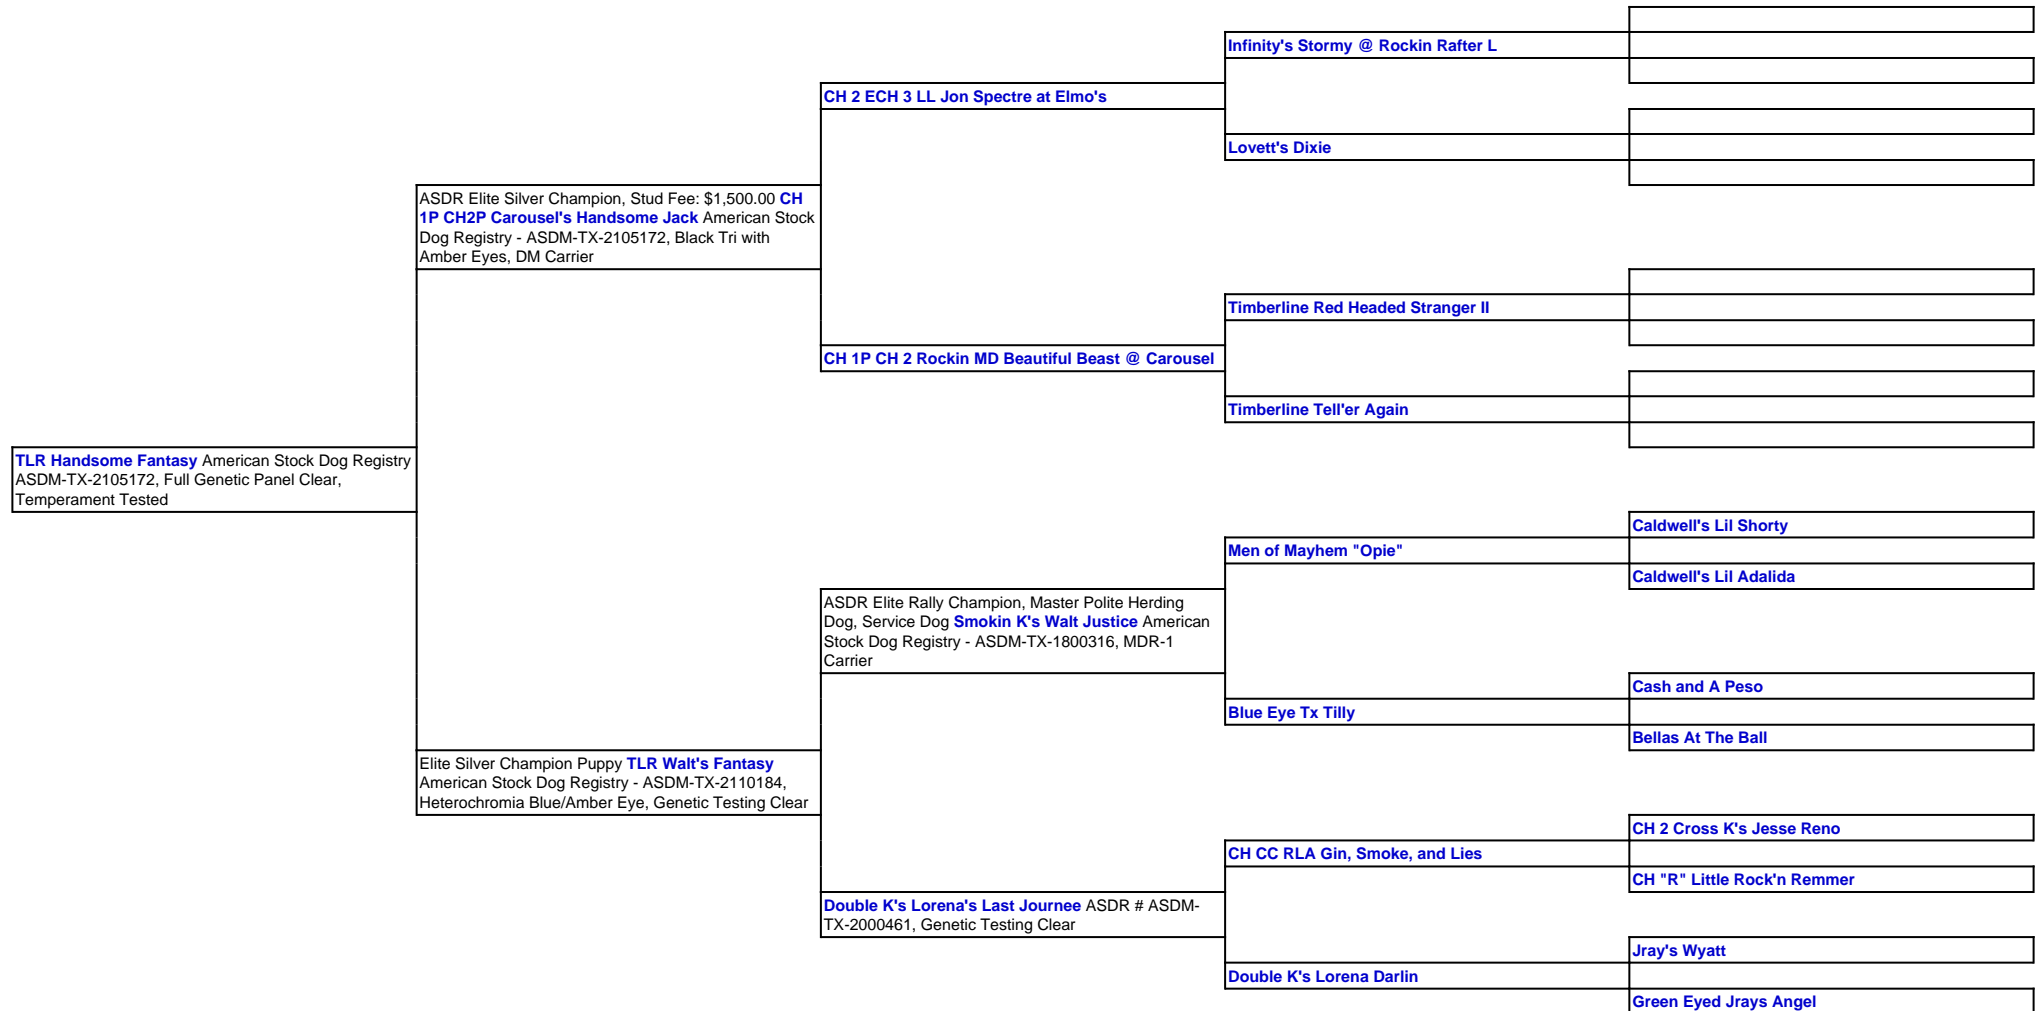 Infinity's Stormy @ Rockin Rafter L
CH 2 ECH 3 LL Jon Spectre at Elmo's
Lovett's Dixie
ASDR Elite Silver Champion, Stud Fee: $1,500.00 CH
1P CH2P Carousel's Handsome Jack American Stock
Dog Registry - ASDM-TX-2105172, Black Tri with
Amber Eyes, DM Carrier
Timberline Red Headed Stranger II
CH 1P CH 2 Rockin MD Beautiful Beast @ Carousel
Timberline Tell'er Again
TLR Handsome Fantasy American Stock Dog Registry
ASDM-TX-2105172, Full Genetic Panel Clear,
Temperament Tested
Caldwell's Lil Shorty
Men of Mayhem "Opie"
Caldwell's Lil Adalida
ASDR Elite Rally Champion, Master Polite Herding
Dog, Service Dog Smokin K's Walt Justice American
Stock Dog Registry - ASDM-TX-1800316, MDR-1
Carrier
Cash and A Peso
Blue Eye Tx Tilly
Bellas At The Ball
Elite Silver Champion Puppy TLR Walt's Fantasy
American Stock Dog Registry - ASDM-TX-2110184,
Heterochromia Blue/Amber Eye, Genetic Testing Clear
CH 2 Cross K's Jesse Reno
CH CC RLA Gin, Smoke, and Lies
CH "R" Little Rock'n Remmer
Double K's Lorena's Last Journee ASDR # ASDM-
TX-2000461, Genetic Testing Clear
Jray's Wyatt
Double K's Lorena Darlin
Green Eyed Jrays Angel